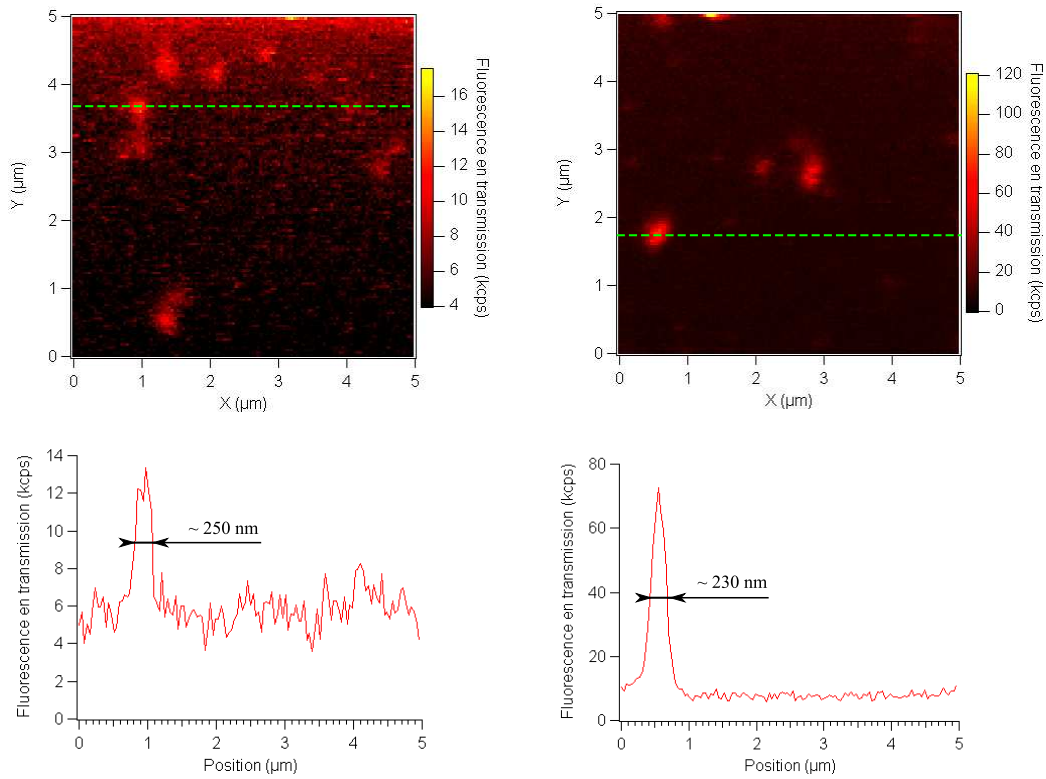 5
4
3
2
1
0
Y (µm)
0 1 2 3 4 5
X (µm)
16
14
12
10
8
6
4
Fluorescence en transmission (kcps)
5
4
3
2
1
0
Y (µm)
0 1 2 3 4 5
X (µm)
120
100
80
60
40
20
0
Fluorescence en transmission (kcps)
14
12
10
8
6
4
2
0
Fluorescence en transmission (kcps)
~ 250 nm
0 1 2 3 4 5
Position (µm)
80
60
40
20
0
Fluorescence en transmission (kcps)
~ 230 nm
0 1 2 3 4 5
Position (µm)